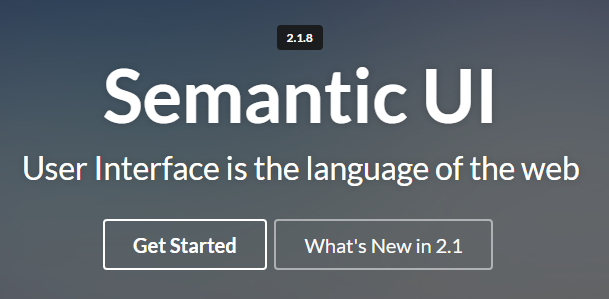 2.1.8
Semantic UI
User Interface is the language of the web
Get Started What's New in 2.1